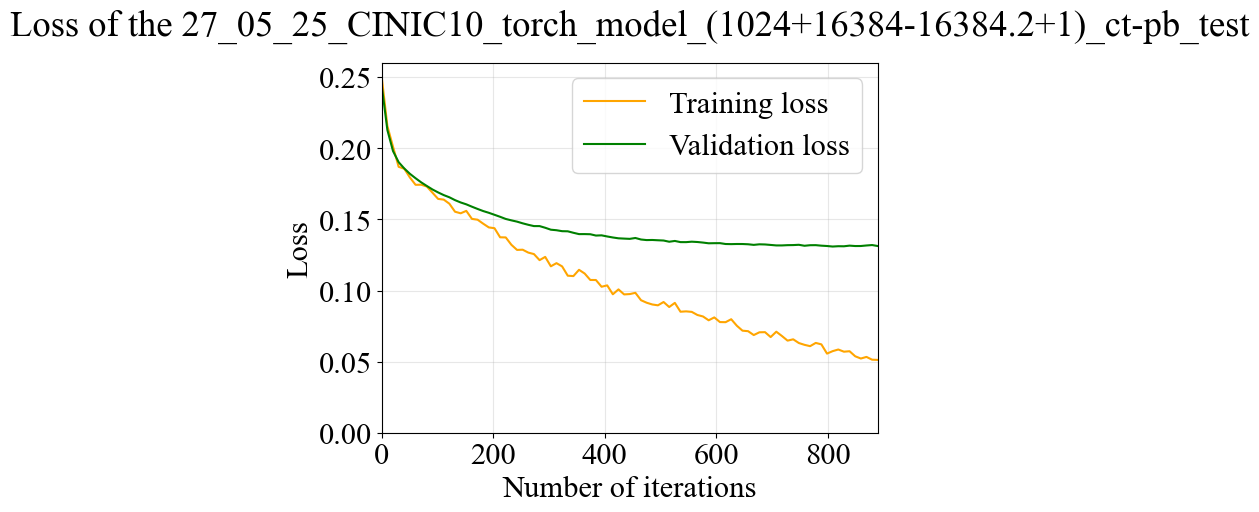 Loss of the 27_05_25_CINIC10_torch_model_(1024+16384-16384.2+1)_ct-pb_test
0.25
0.20
0.15
0.10
0.05
0.00
Loss
Training loss
Validation loss
0 200 400 600 800
Number of iterations